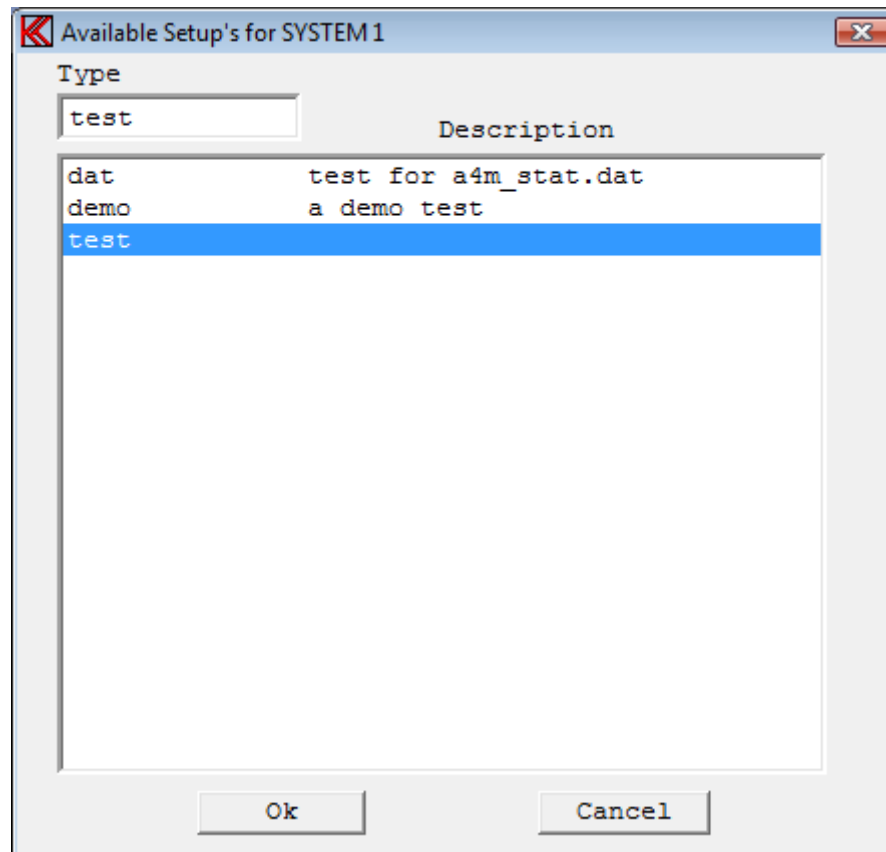 Available Setup's for SYSTEM 1
Type
test
Description
dat test for a4m_stat.dat
demo a demo test
test
Ok Cancel